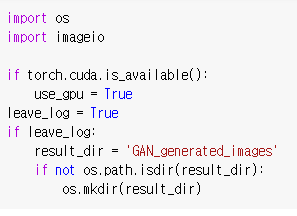 import os
import imageio

if torch.cuda.is_available():
    use_gpu = True
leave_log = True
if leave_log:
    result_dir = 'GAN_generated_images'
    if not os.path.isdir(result_dir):
        os.mkdir(result_dir)